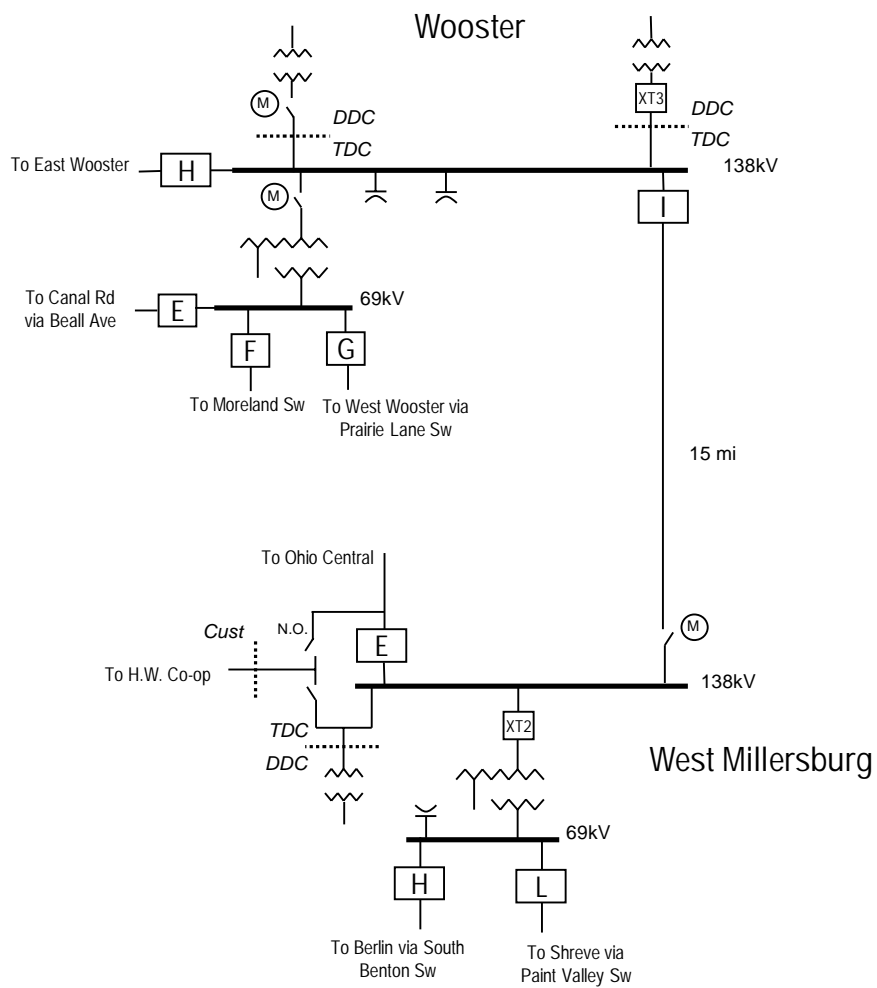 Wooster
M
DDC
TDC
XT3
DDC
TDC
To East Wooster
H
138kV
M
I
To Canal Rd
via Beall Ave
E
69kV
F
G
To Moreland Sw
To West Wooster via
Prairie Lane Sw
15 mi
To Ohio Central
Cust
N.O.
E
M
To H.W. Co-op
138kV
TDC
DDC
XT2
West Millersburg
69kV
H
L
To Berlin via South
Benton Sw
To Shreve via
Paint Valley Sw